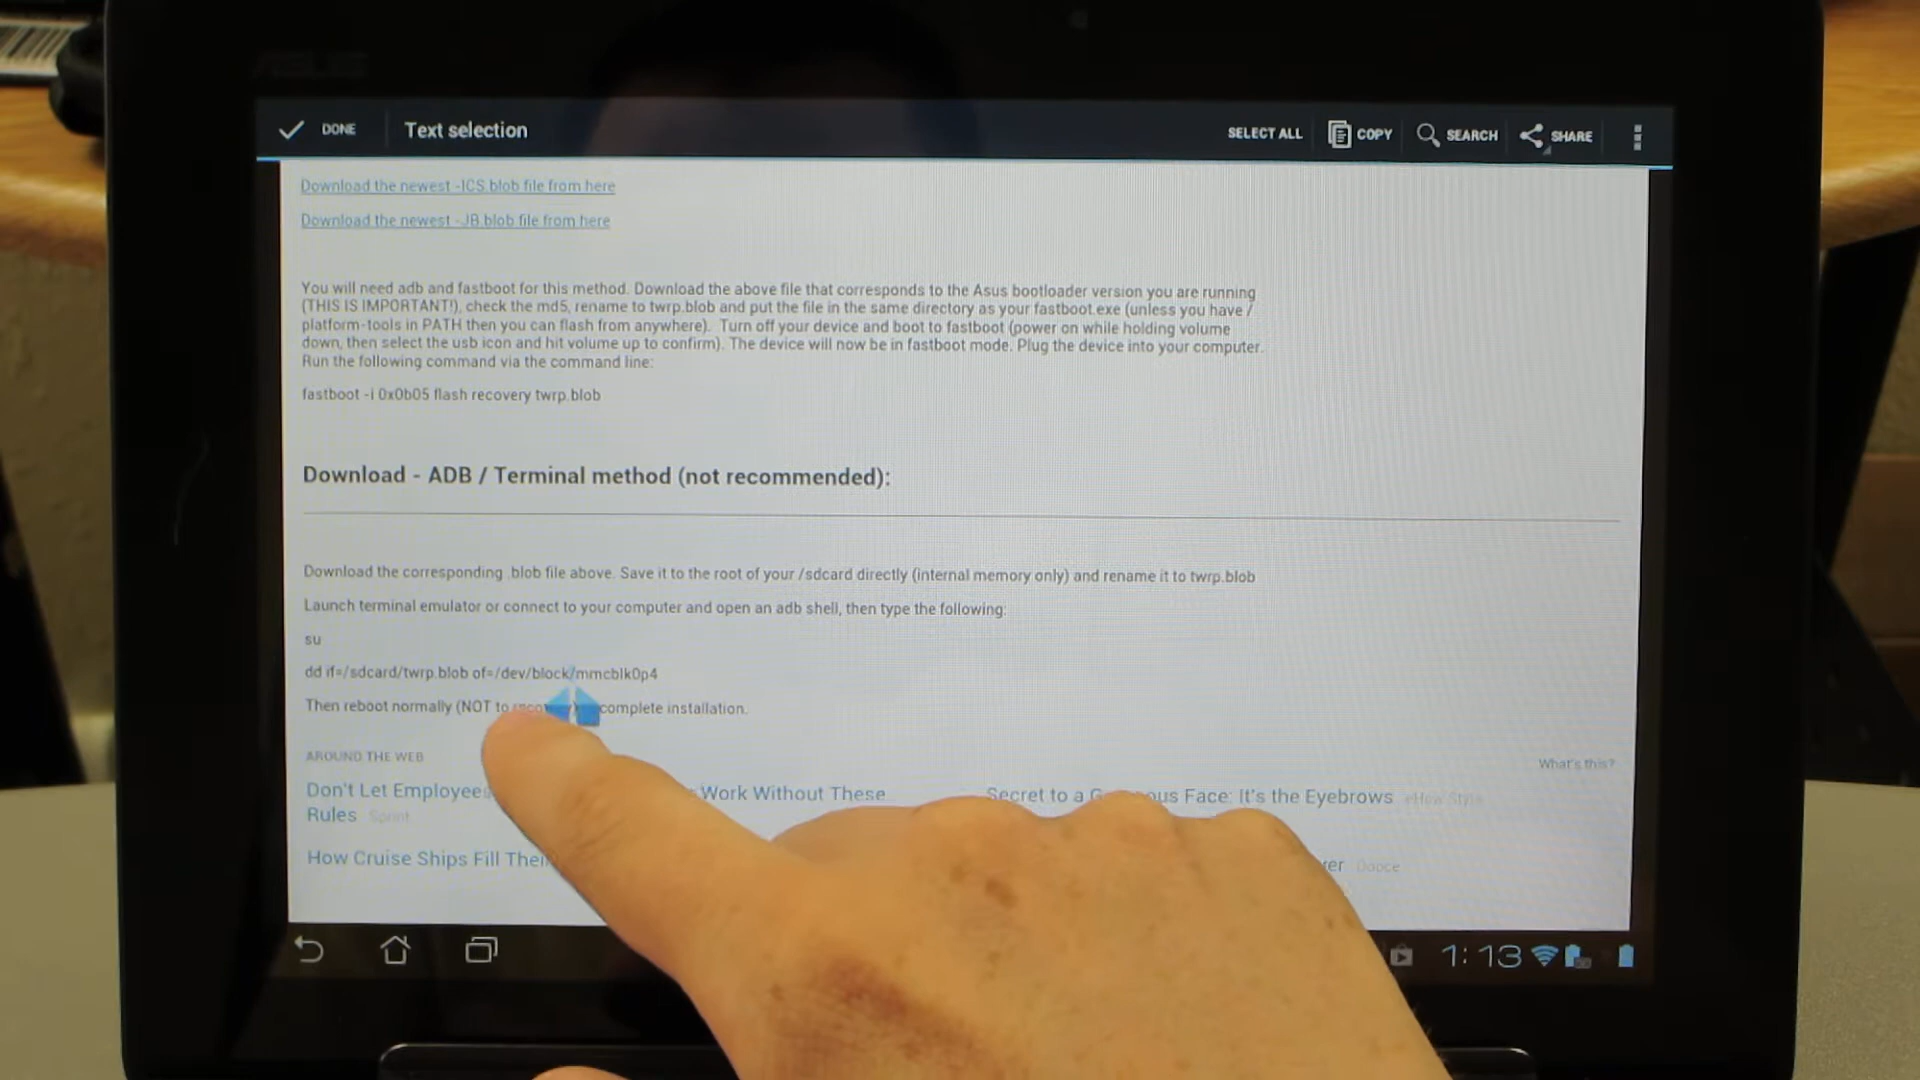 ASUS
DONE Text selection SELECT ALL COPY SEARCH SHARE
Download the newest -ICS.blob file from here
Download the newest -JB.blob file from here
You will need adb and fastboot for this method. Download the above file that corresponds to the Asus bootloader version you are running
(THIS IS IMPORTANT!), check the md5, rename to twrp.blob and put the file in the same directory as your fastboot.exe (unless you have /
platform-tools in PATH then you can flash from anywhere). Turn off your device and boot to fastboot (power on while holding volume
down, then select the usb icon and hit volume up to confirm). The device will now be in fastboot mode. Plug the device into your computer.
Run the following command via the command line:
fastboot -i 0x0b05 flash recovery twrp.blob
Download - ADB / Terminal method (not recommended):
Download the corresponding .blob file above. Save it to the root of your /sdcard directly (internal memory only) and rename it to twrp.blob
Launch terminal emulator or connect to your computer and open an adb shell, then type the following:
su
dd if=/sdcard/twrp.blob of=/dev/block/mmcblk0p4
Then reboot normally (NOT to complete installation.
AROUND THE WEB What's this?
Don't Let Employees Work Without These
Rules Sprint
Secret to a Face: It's the Eyebrows eHow Style
How Cruise Ships Fill Their
Dooce
1:13